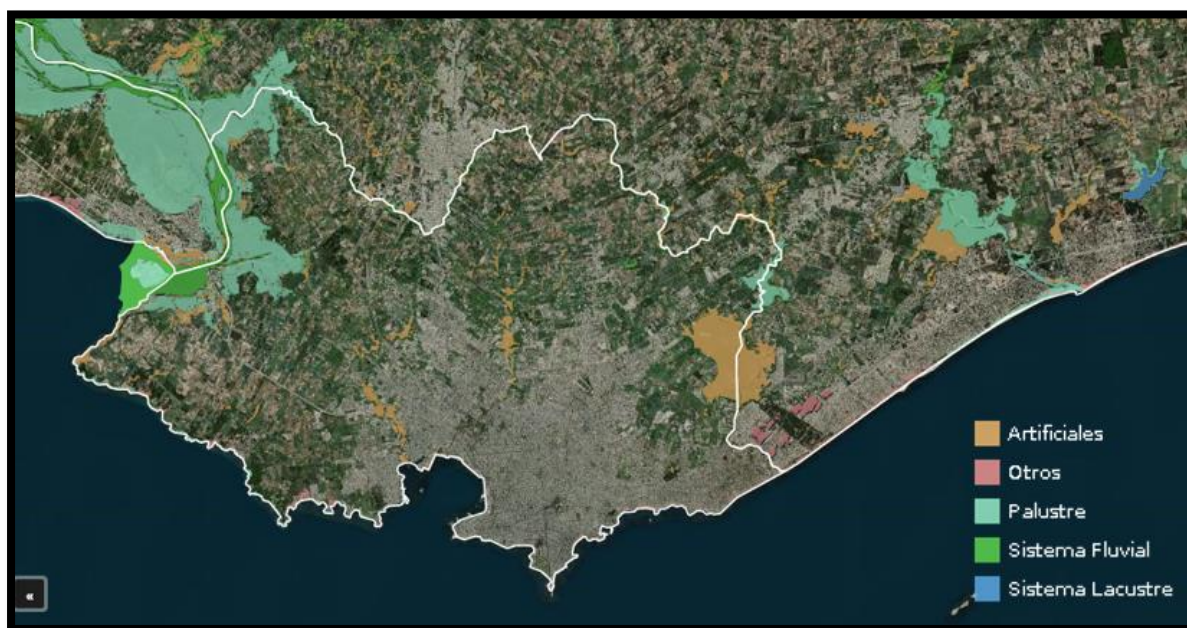 Artificiales
Otros
Palustre
Sistema Fluvial
Sistema Lacustre
«